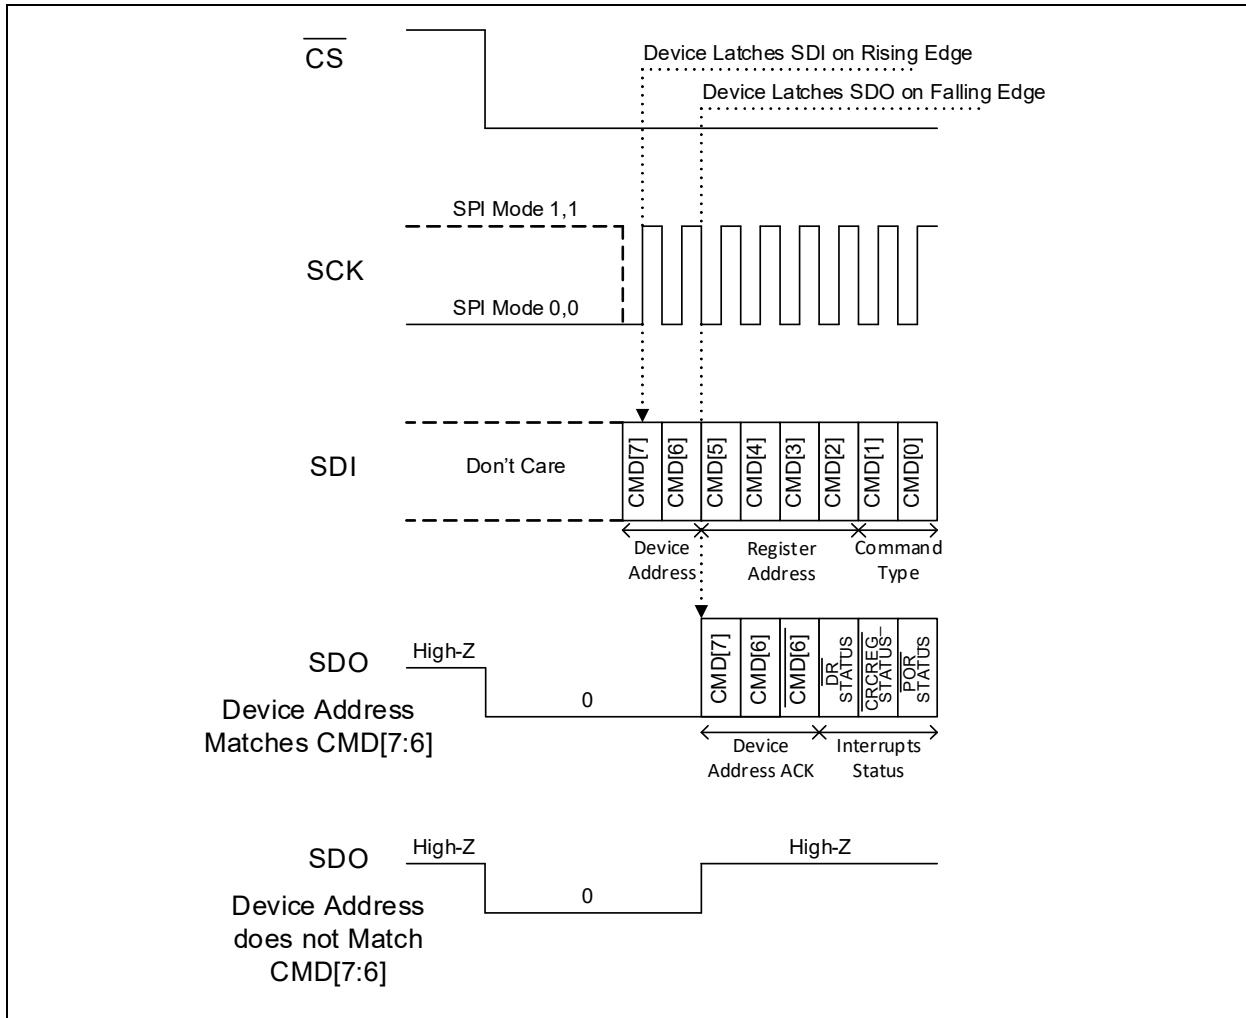 CS
Device Latches SDI on Rising Edge
Device Latches SDO on Falling Edge
SPI Mode 1,1
SCK
SPI Mode 0,0
SDI
Don't Care
CMD[7]
CMD[6]
CMD[5]
CMD[4]
CMD[3]
CMD[2]
CMD[1]
CMD[0]
Device
Address
Register
Address
Command
Type
SDO
Device Address
Matches CMD[7:6]
High-Z
0
CMD[7]
CMD[6]
CMD[6]
DR
STATUS
CRCREG
STATUS
POR
STATUS
Device
Address ACK
Interrupts
Status
SDO
Device Address
does not Match
CMD[7:6]
High-Z
0
High-Z